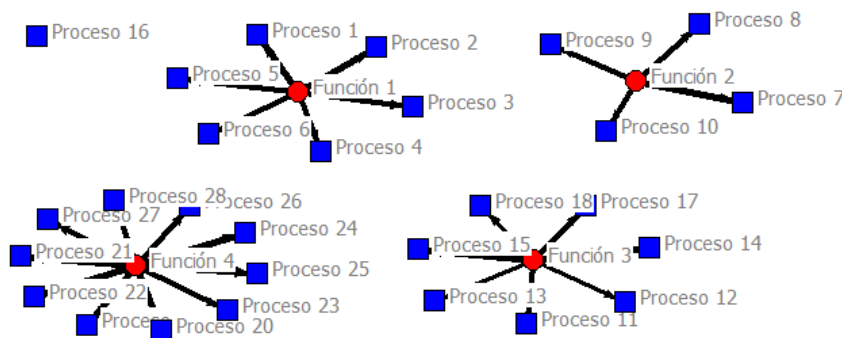 Proceso 16
Proceso 1
Proceso 2
Proceso 5
Función 1
Proceso 3
Proceso 6
Proceso 4
Proceso 8
Proceso 9
Función 2
Proceso 7
Proceso 10
Proceso 28
Proceso 26
Proceso 27
Proceso 24
Proceso 21
Función 4
Proceso 25
Proceso 22
Proceso 23
Proceso
Proceso 20
Proceso 18
Proceso 17
Proceso 15
Función 3
Proceso 14
Proceso 13
Proceso 12
Proceso 11